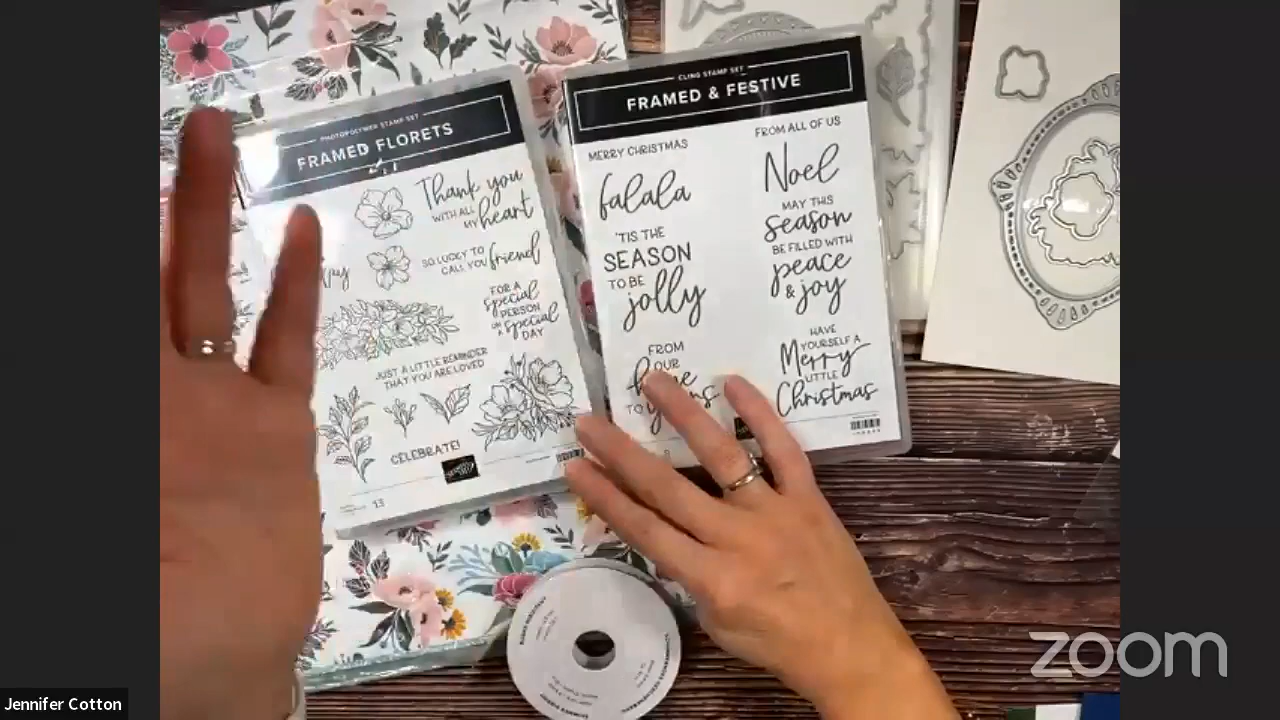 PHOTOPOLYMER STAMP SET
FRAMED FLORETS
Thank you
WITH ALL
MY heart
SO LUCKY TO
CALL YOU friend
FOR A
special
PERSON
ON A special
DAY
JUST A LITTLE REMINDER
THAT YOU ARE LOVED
CELEBRATE!
13
CLING STAMP SET
FRAMED & FESTIVE
MERRY CHRISTMAS
falala
'TIS THE
SEASON
TO BE
jolly
FROM
OUR
TO
FROM ALL OF US
Noel
MAY THIS
season
BE FILLED WITH
peace
& joy
HAVE
YOURSELF A
Merry
LITTLE
Christmas
zoom
Jennifer Cotton